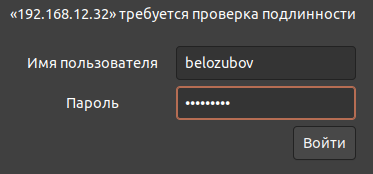 «192.168.12.32» требуется проверка подлинности
Имя пользователя belozubov
Пароль •••••••••
Войти